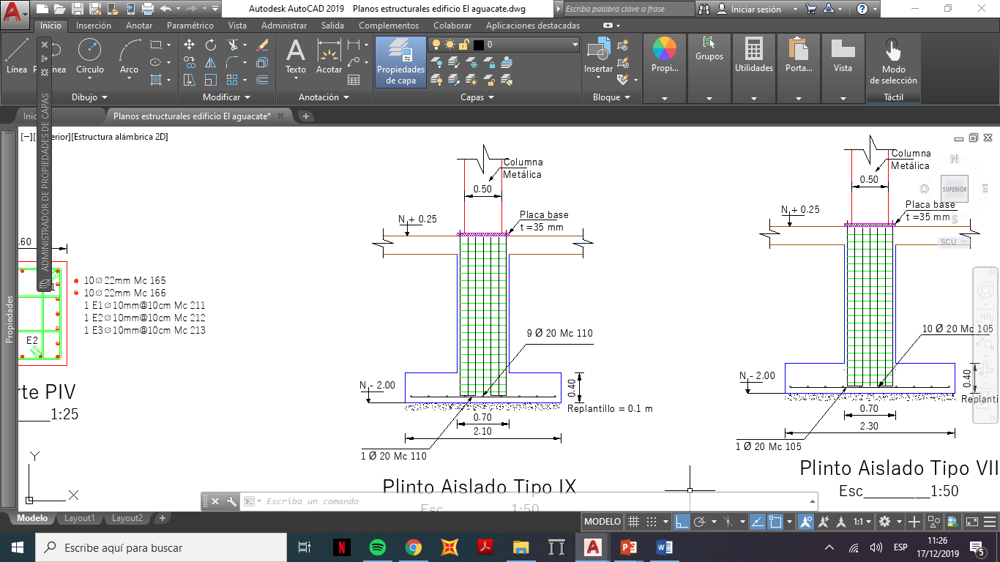 Autodesk AutoCAD 2019 Planos estructurales edificio El aguacate.dwg
Escriba palabra clave o frase
Iniciar sesión
Inicio Inserción Anotar Paramétrico Vista Administrar Salida Complementos Colaborar Aplicaciones destacadas
0
Línea
Círculo
Arco
Texto
Acotar
Propiedades
de capa
Insertar
Propi...
Grupos
Utilidades
Porta...
Vista
Modo
de selección
Dibujo
Modificar
Anotación
Capas
Bloque
Táctil
Planos estructurales edificio El aguacate*
[−]
[Estructura alámbrica 2D]
ADMINISTRADOR DE PROPIEDADES DE CAPAS
Propiedades
.60
10∅22mm Mc 165
10∅22mm Mc 166
1 E1∅10mm@10cm Mc 211
1 E2∅10mm@10cm Mc 212
1 E3∅10mm@10cm Mc 213
E2
rte PIV
1:25
Y
X
Columna
Metálica
0.50
N + 0.25
Placa base
t =35 mm
9 Ø 20 Mc 110
N - 2.00
0.40
Replantillo = 0.1 m
0.70
2.10
1 Ø 20 Mc 110
Plinto Aislado Tipo IX
Esc_________1:50
Columna
Metálica
0.50
N + 0.25
Placa base
t =35 mm
10 Ø 20 Mc 105
N - 2.00
0.40
Replanti
0.70
2.30
1 Ø 20 Mc 105
Plinto Aislado Tipo VII
Esc_________1:50
N
O
SUPERIOR
E
S
SCU
Escriba un comando
Modelo Layout1 Layout2
MODELO
1:1
Escribe aquí para buscar
ESP
11:26
17/12/2019
5